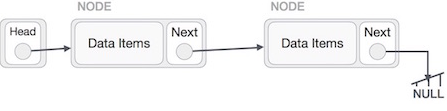 NODE
NODE
Head
Data Items
Next
Data Items
Next
NULL